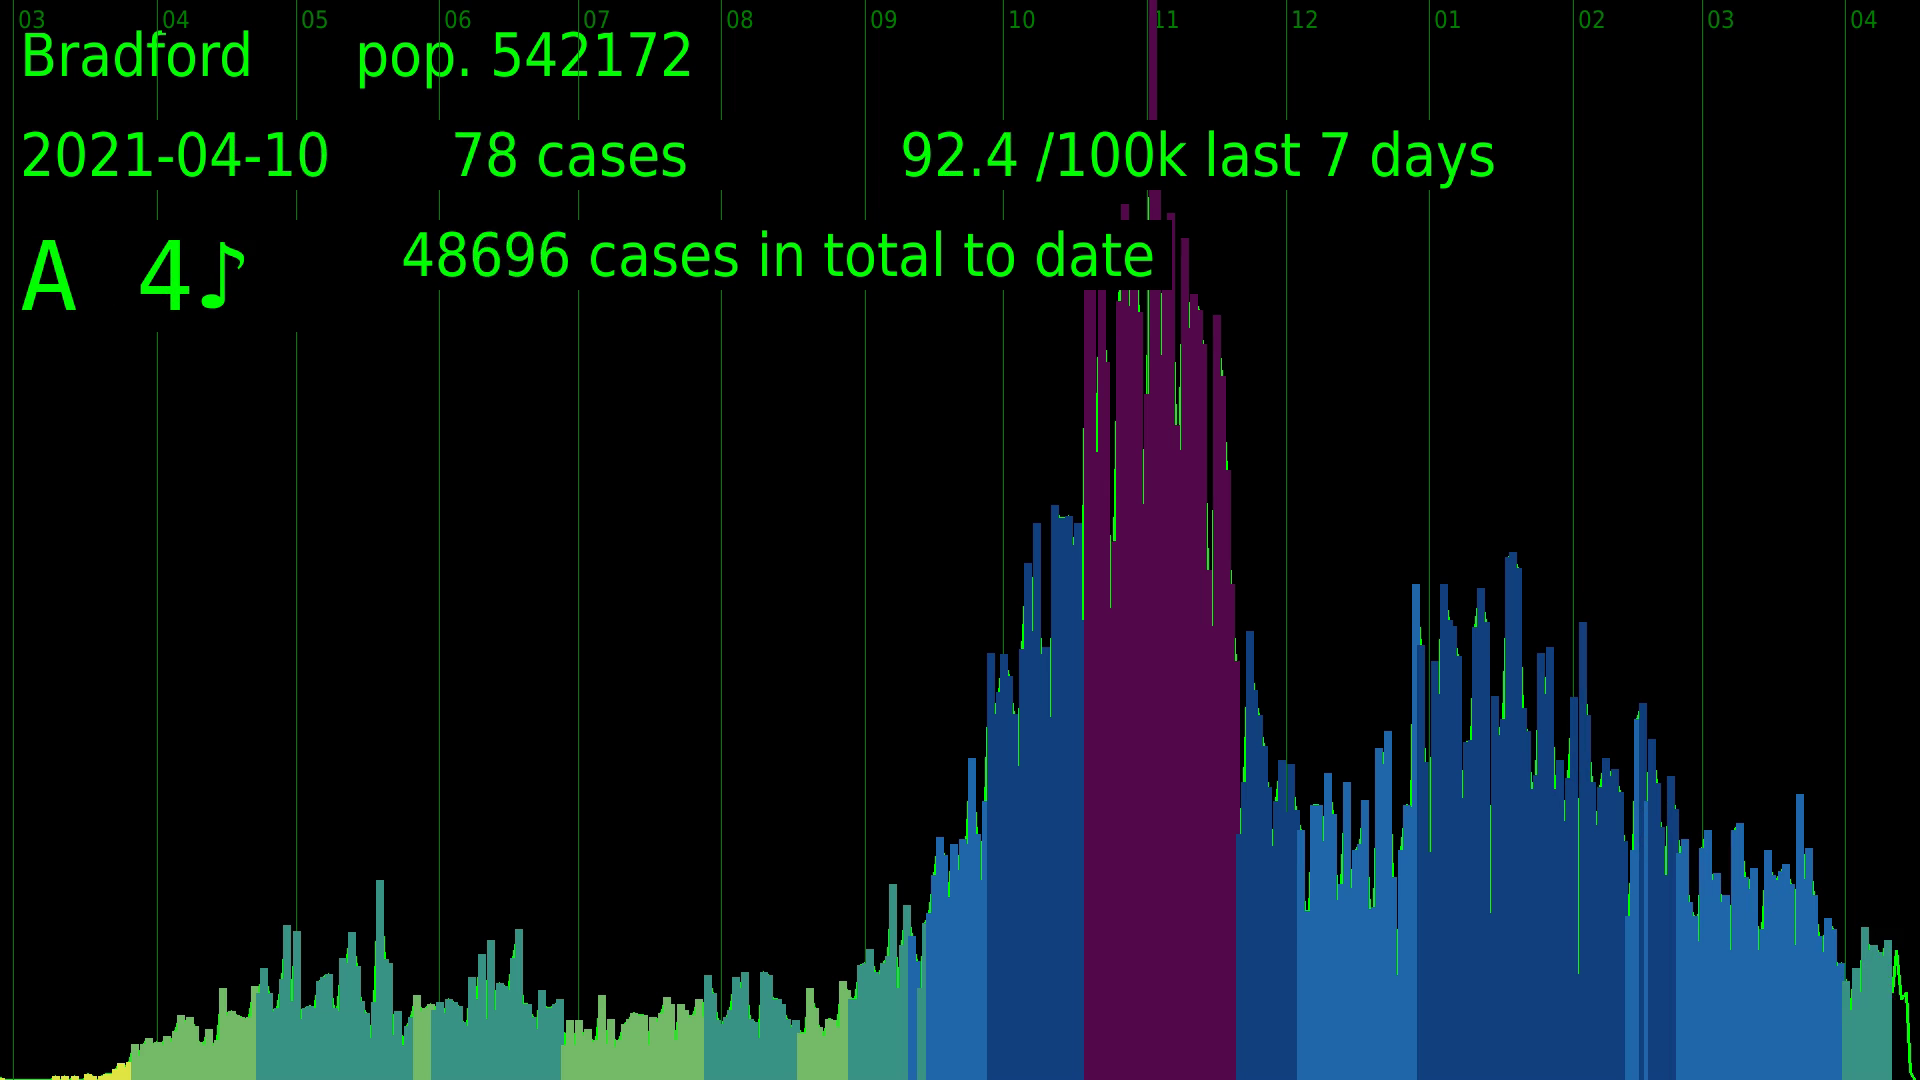 03 04 05 06 07 08 09 10 11 12 01 02 03 04
Bradford pop. 542172
2021-04-10 78 cases 92.4 /100k last 7 days
A 4♪ 48696 cases in total to date